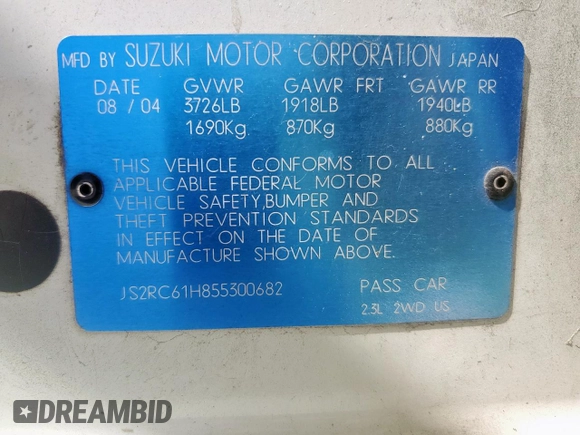 MFD BY SUZUKI MOTOR CORPORATION JAPAN
DATE GVWR GAWR FRT GAWR RR
08 / 04 3726LB 1918LB 1940LB
1690Kg 870Kg 880Kg
THIS VEHICLE CONFORMS TO ALL
APPLICABLE FEDERAL MOTOR
VEHICLE SAFETY,BUMPER AND
THEFT PREVENTION STANDARDS
IN EFFECT ON THE DATE OF
MANUFACTURE SHOWN ABOVE.
JS2RC61H855300682 PASS CAR
2.3L 2WD US
DREAMBID